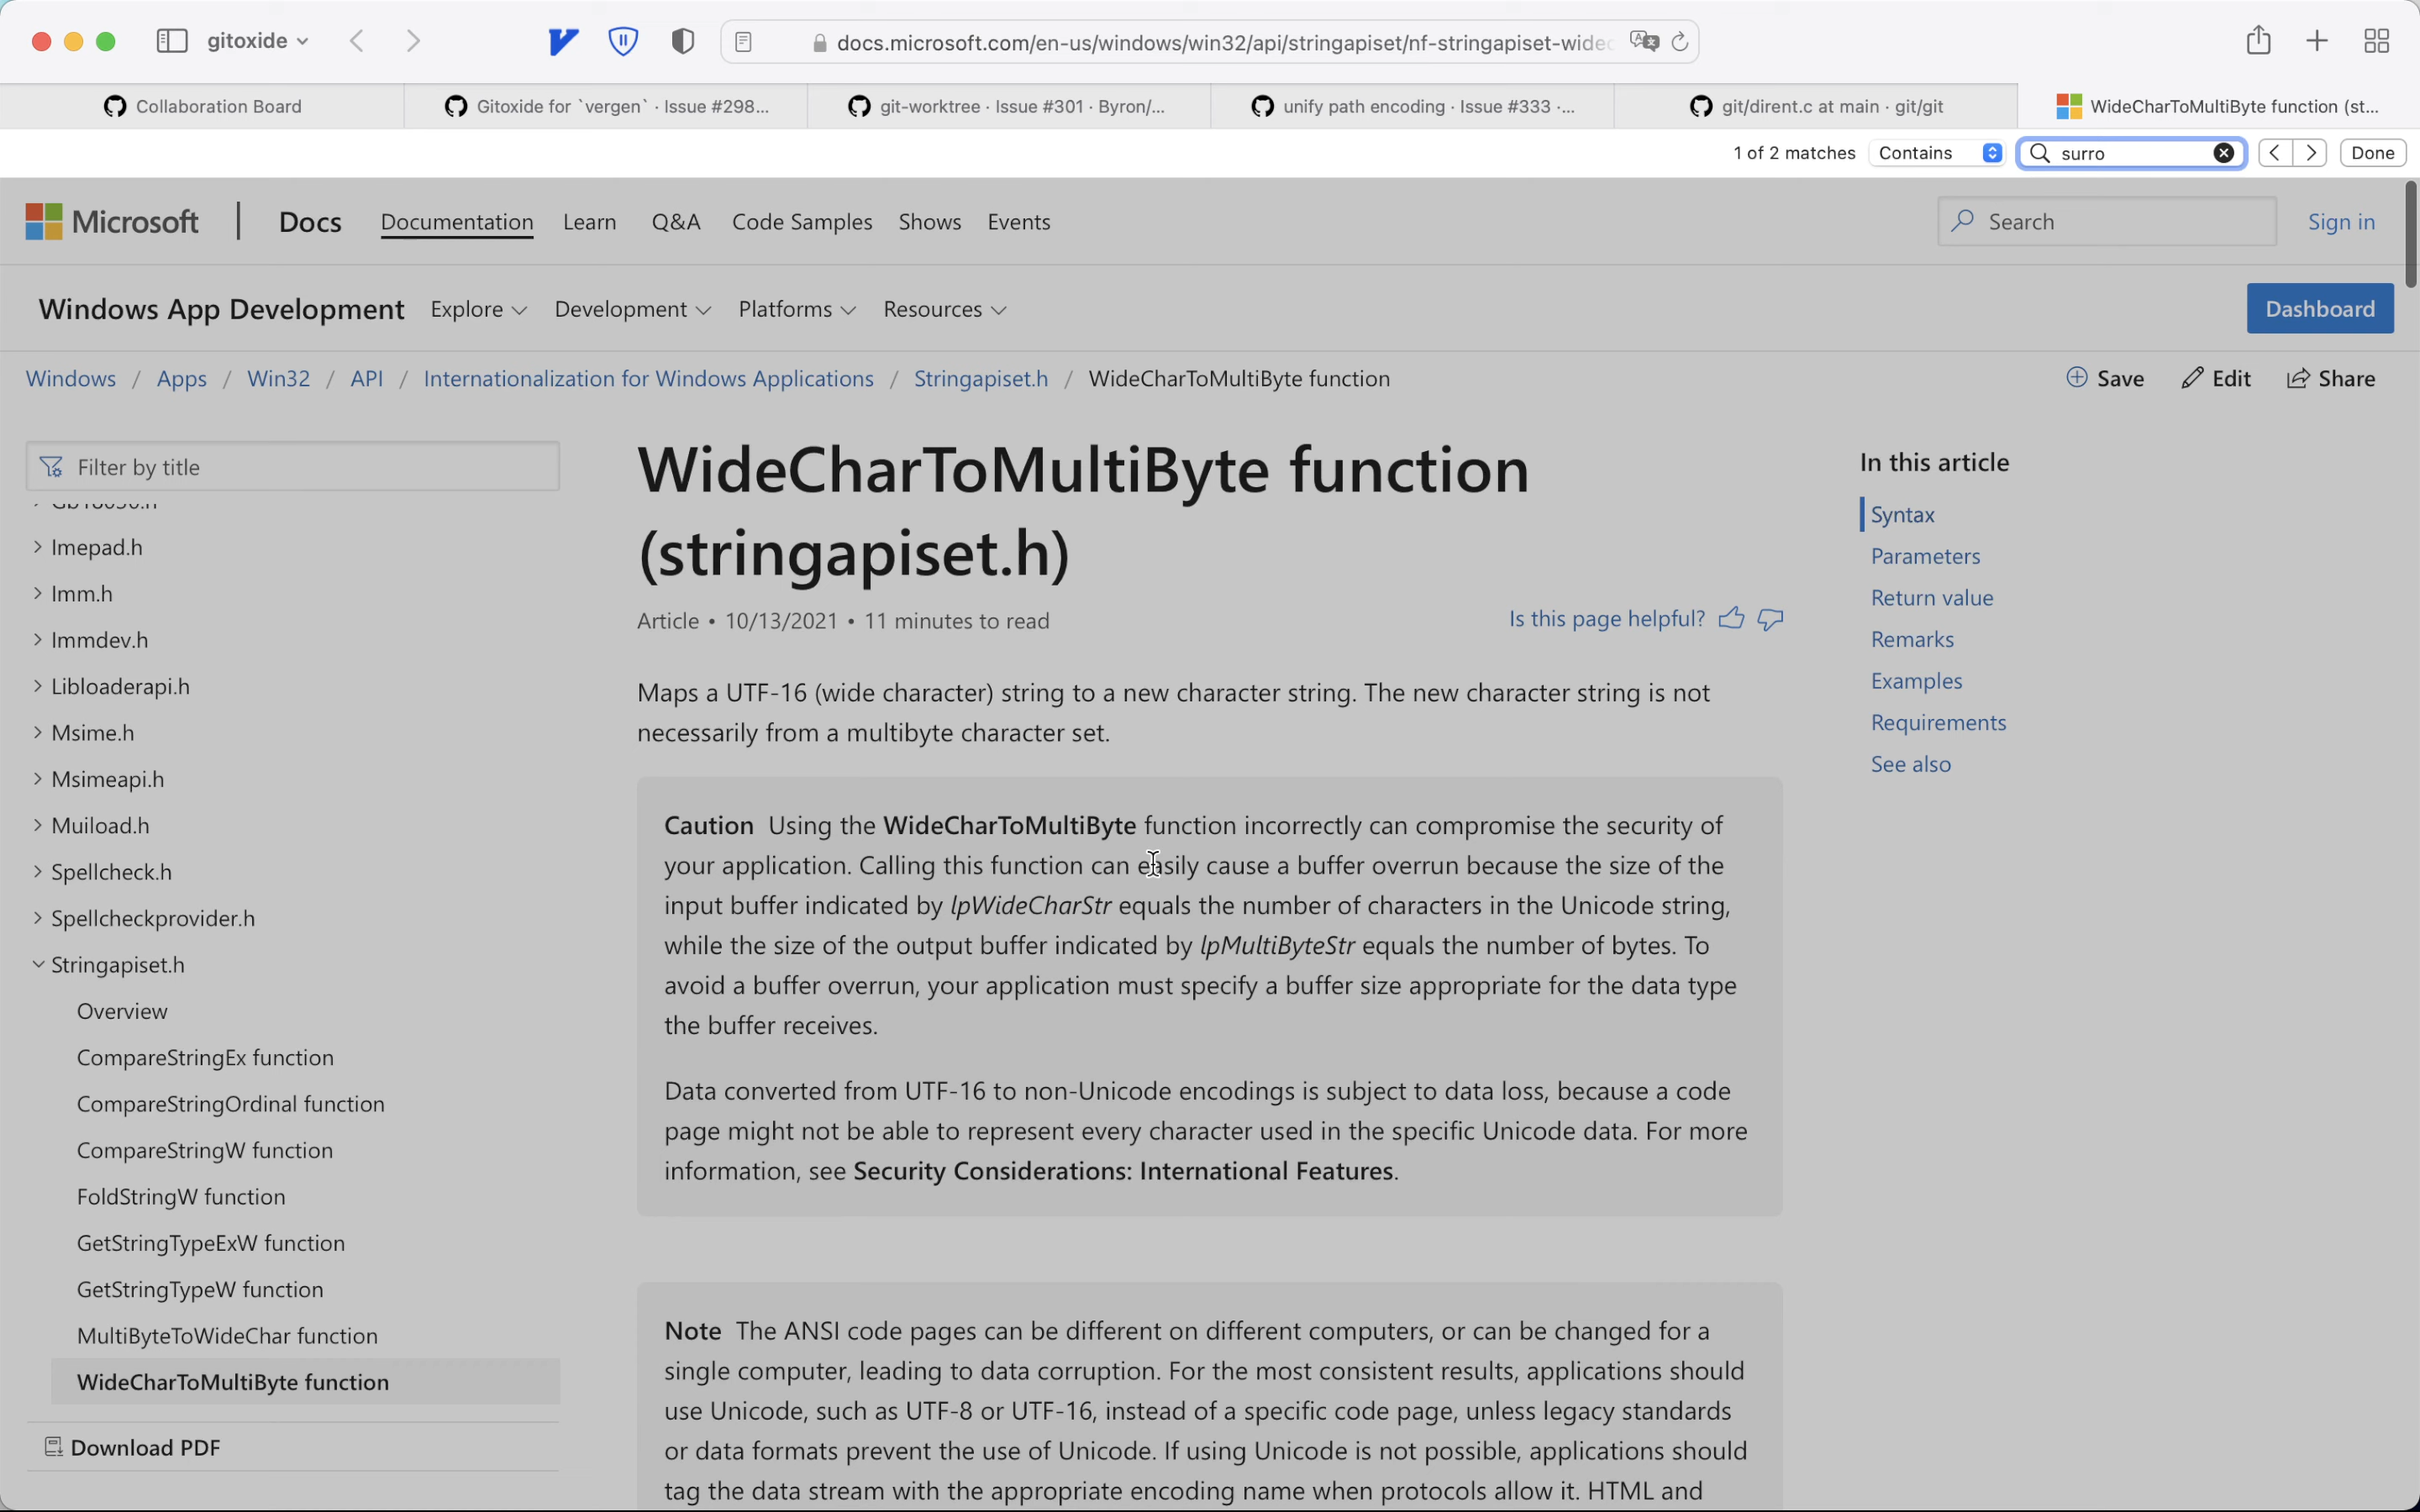 gitoxide
docs.microsoft.com/en-us/windows/win32/api/stringapiset/nf-stringapiset-widec
Collaboration Board
Gitoxide for `vergen` · Issue #298...
git-worktree · Issue #301 · Byron/...
unify path encoding · Issue #333 ·...
git/dirent.c at main · git/git
WideCharToMultiByte function (st...
1 of 2 matches
Contains
surro
Done
Microsoft
Docs
Documentation
Learn
Q&A
Code Samples
Shows
Events
Search
Sign in
Windows App Development
Explore
Development
Platforms
Resources
Dashboard
Windows / Apps / Win32 / API / Internationalization for Windows Applications / Stringapiset.h / WideCharToMultiByte function
Save
Edit
Share
Filter by title
Imepad.h
Imm.h
Immdev.h
Libloaderapi.h
Msime.h
Msimeapi.h
Muiload.h
Spellcheck.h
Spellcheckprovider.h
Stringapiset.h
Overview
CompareStringEx function
CompareStringOrdinal function
CompareStringW function
FoldStringW function
GetStringTypeExW function
GetStringTypeW function
MultiByteToWideChar function
WideCharToMultiByte function
Download PDF
WideCharToMultiByte function
(stringapiset.h)
Article • 10/13/2021 • 11 minutes to read
Is this page helpful?
Maps a UTF-16 (wide character) string to a new character string. The new character string is not
necessarily from a multibyte character set.
Caution Using the WideCharToMultiByte function incorrectly can compromise the security of
your application. Calling this function can easily cause a buffer overrun because the size of the
input buffer indicated by lpWideCharStr equals the number of characters in the Unicode string,
while the size of the output buffer indicated by lpMultiByteStr equals the number of bytes. To
avoid a buffer overrun, your application must specify a buffer size appropriate for the data type
the buffer receives.
Data converted from UTF-16 to non-Unicode encodings is subject to data loss, because a code
page might not be able to represent every character used in the specific Unicode data. For more
information, see Security Considerations: International Features.
Note The ANSI code pages can be different on different computers, or can be changed for a
single computer, leading to data corruption. For the most consistent results, applications should
use Unicode, such as UTF-8 or UTF-16, instead of a specific code page, unless legacy standards
or data formats prevent the use of Unicode. If using Unicode is not possible, applications should
tag the data stream with the appropriate encoding name when protocols allow it. HTML and
In this article
Syntax
Parameters
Return value
Remarks
Examples
Requirements
See also